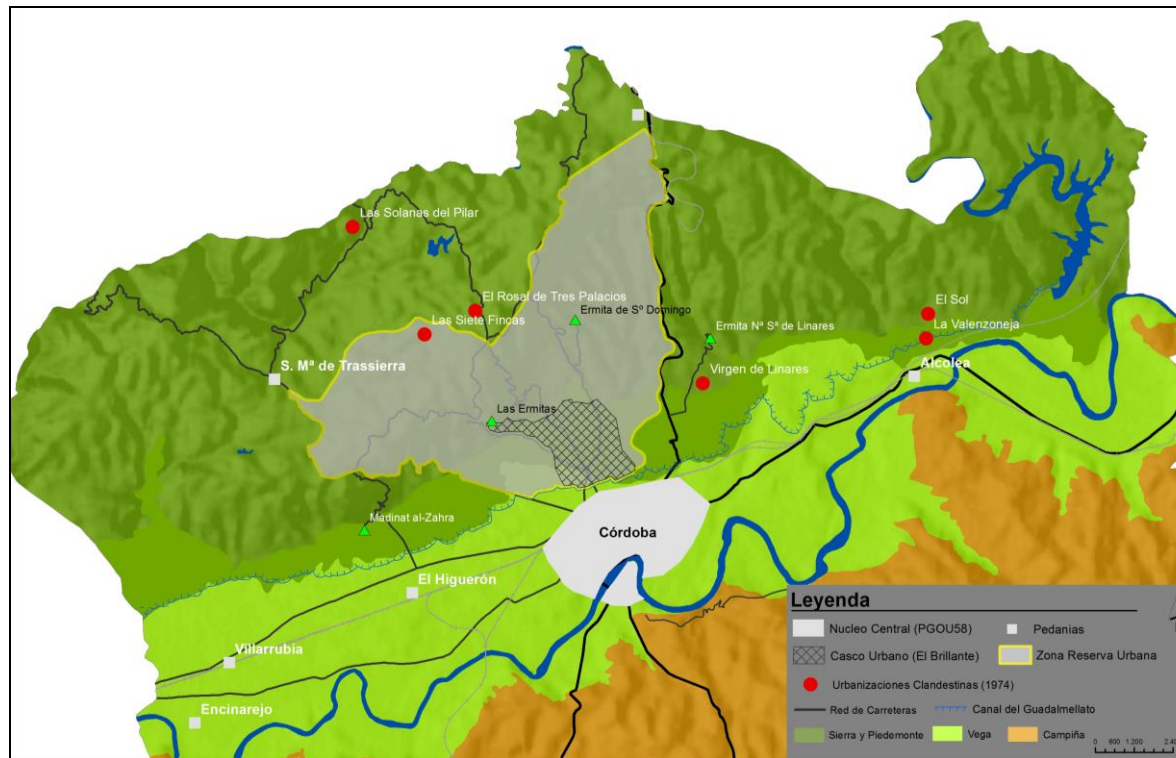 Las Solanas del Pilar
El Rosal de Tres Palacios
Ermita de Sº Domingo
Las Siete Fincas
Ermita Nª Sª de Linares
El Sol
La Valenzoneja
S. Mª de Trassierra
Virgen de Linares
Alcolea
Las Ermitas
Madinat al-Zahra
Córdoba
El Higuerón
Villarrubia
Encinarejo
Leyenda
Nucleo Central (PGOU58)
Pedanias
Casco Urbano (El Brillante)
Zona Reserva Urbana
Urbanizaciones Clandestinas (1974)
Red de Carreteras
Canal del Guadalmellato
Sierra y Piedemonte
Vega
Campiña
0 600 1.200